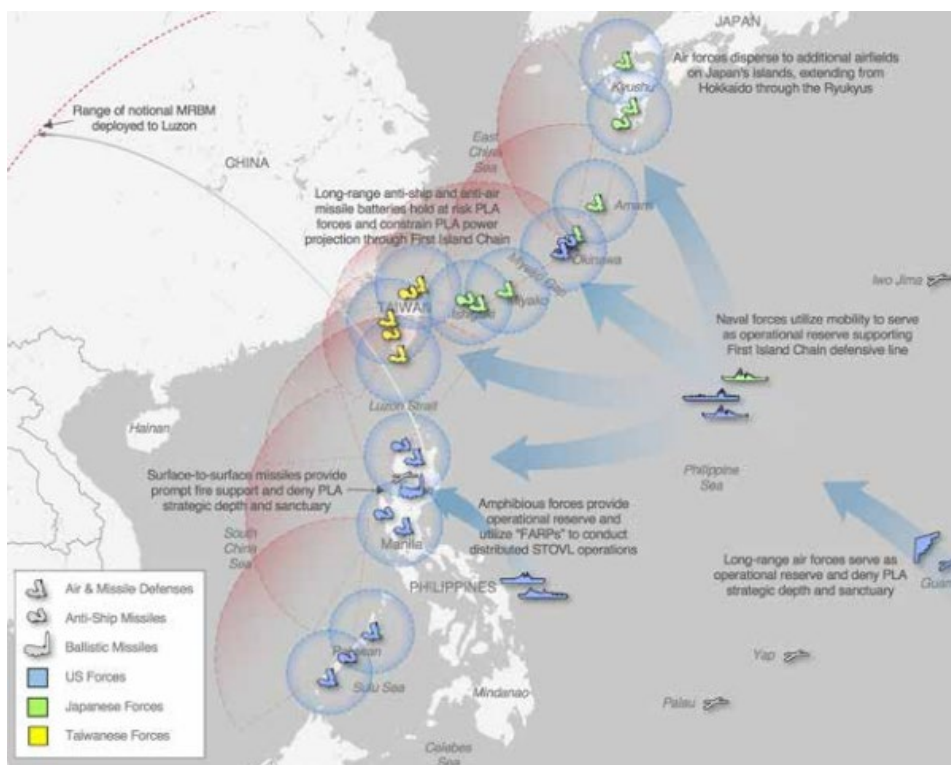 JAPAN
Air forces disperse to additional airfields
on Japan's islands, extending from
Hokkaido through the Ryukyus
Kyushu
Range of notional MRBM
deployed to Luzon
East
China
Sea
CHINA
Long-range anti-ship and anti-air
missile batteries hold at risk PLA
forces and constrain PLA power
projection through First Island Chain
Amami
Okinawa
Miyako Gap
Iwo Jima
TAIWAN
Ishigaki
Miyako
Naval forces utilize mobility to serve
as operational reserve supporting
First Island Chain defensive line
Luzon Strait
Hainan
Philippine
Sea
Surface-to-surface missiles provide
prompt fire support and deny PLA
strategic depth and sanctuary
Amphibious forces provide
operational reserve and
utilize "FARPs" to conduct
distributed STOVL operations
South
China
Sea
Manila
Long-range air forces serve as
operational reserve and deny PLA
strategic depth and sanctuary
Guam
PHILIPPINES
Air & Missile Defenses
Anti-Ship Missiles
Ballistic Missiles
US Forces
Japanese Forces
Taiwanese Forces
Palawan
Sulu Sea
Yap
Mindanao
Palau
Celebes
Sea